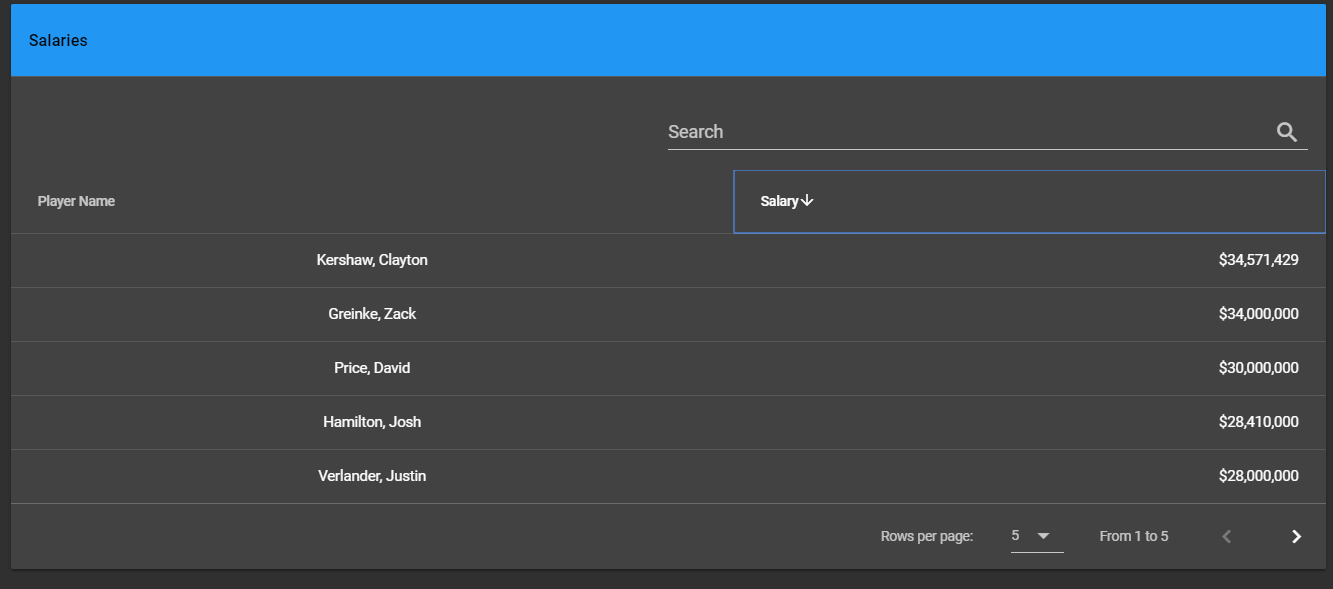 Salaries
Search
Player Name Salary
Kershaw, Clayton $34,571,429
Greinke, Zack $34,000,000
Price, David $30,000,000
Hamilton, Josh $28,410,000
Verlander, Justin $28,000,000
Rows per page: 5 From 1 to 5